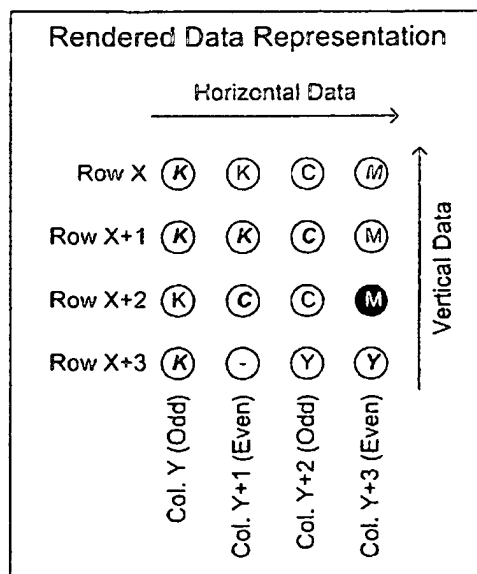 Rendered Data Representation
Horizontal Data
Row X K K C M
Row X+1 K K C M
Row X+2 K C C M
Row X+3 K - Y Y
Vertical Data
Col. Y (Odd)
Col. Y+1 (Even)
Col. Y+2 (Odd)
Col. Y+3 (Even)